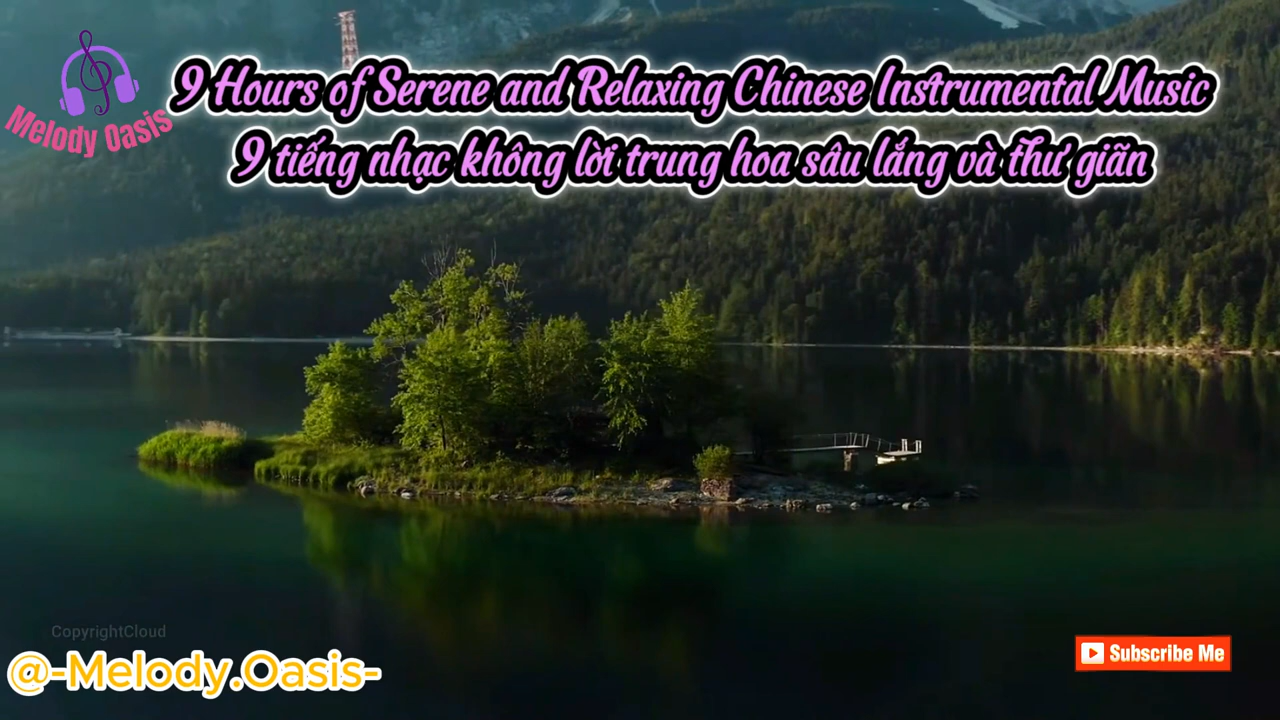 9 Hours of Serene and Relaxing Chinese Instrumental Music
9 tiếng nhạc không lời trung hoa sâu lắng và thư giãn
Melody Oasis
CopyrightCloud
@-Melody.Oasis-
Subscribe Me